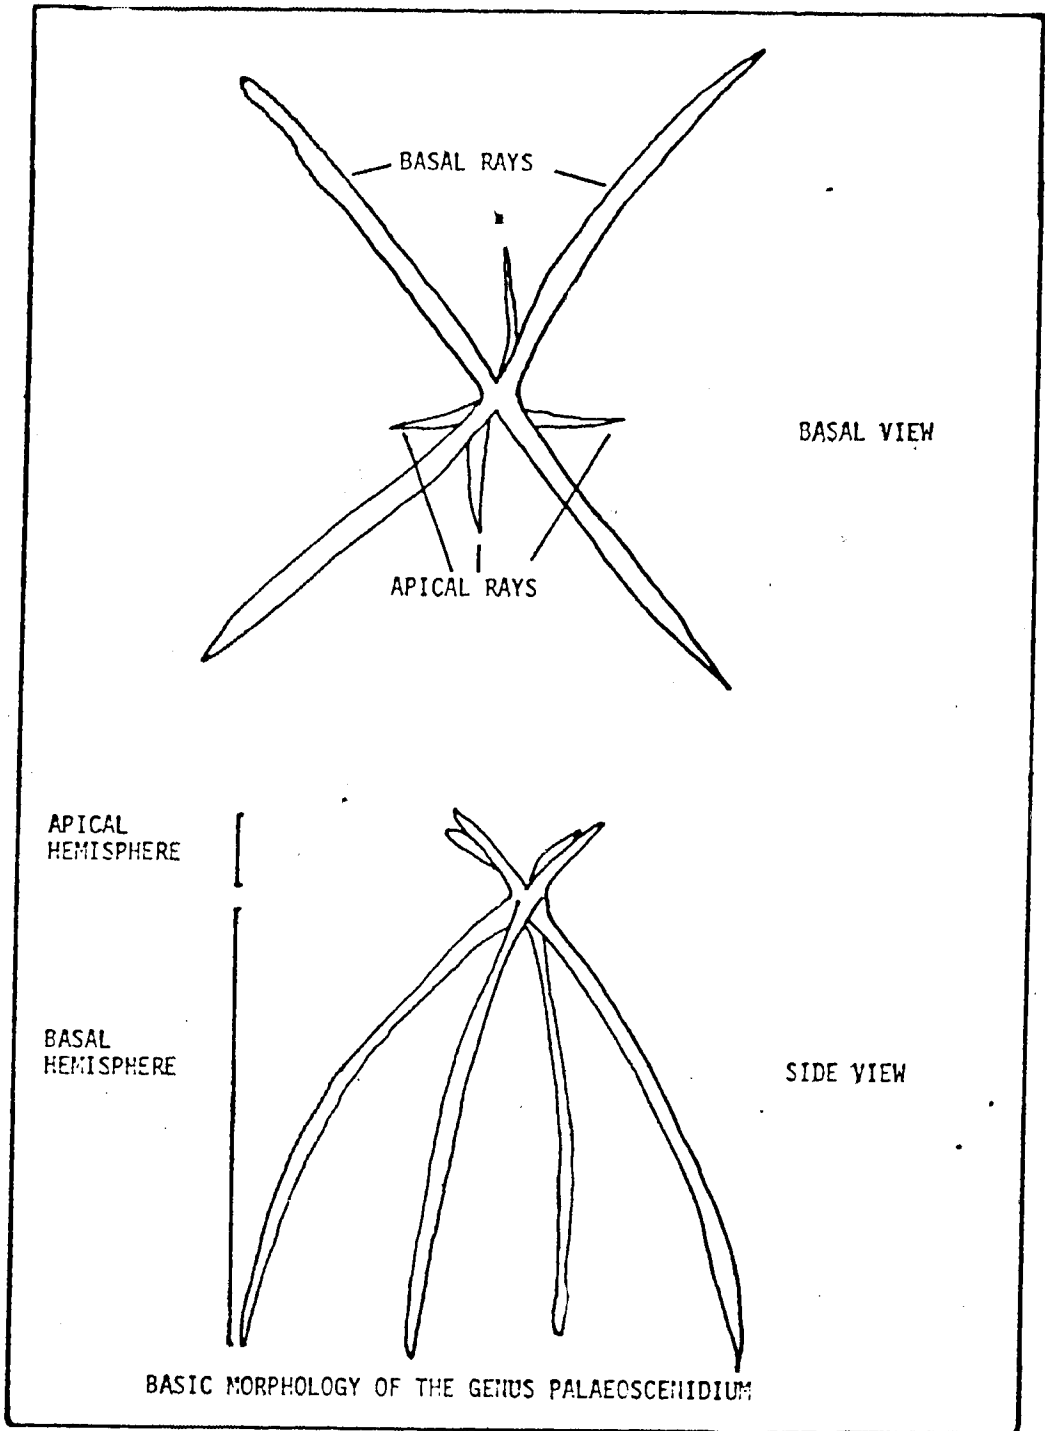 BASAL RAYS
BASAL VIEW
APICAL RAYS
APICAL
HEMISPHERE
BASAL
HEMISPHERE
SIDE VIEW
BASIC MORPHOLOGY OF THE GENUS PALAEOSCENIDIUM